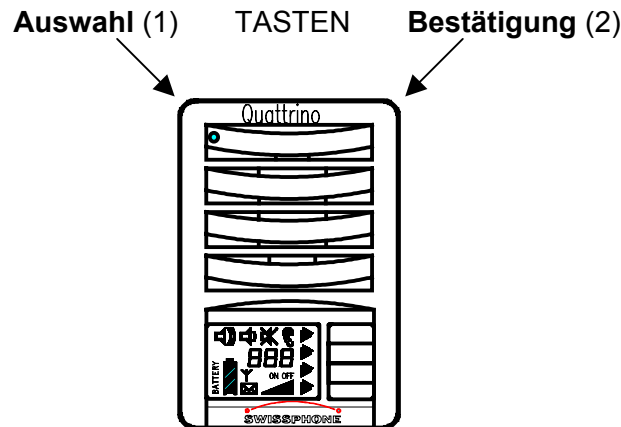 Auswahl (1) TASTEN Bestätigung (2)
Quattrino
888
BATTERY
ON OFF
SWISSPHONE